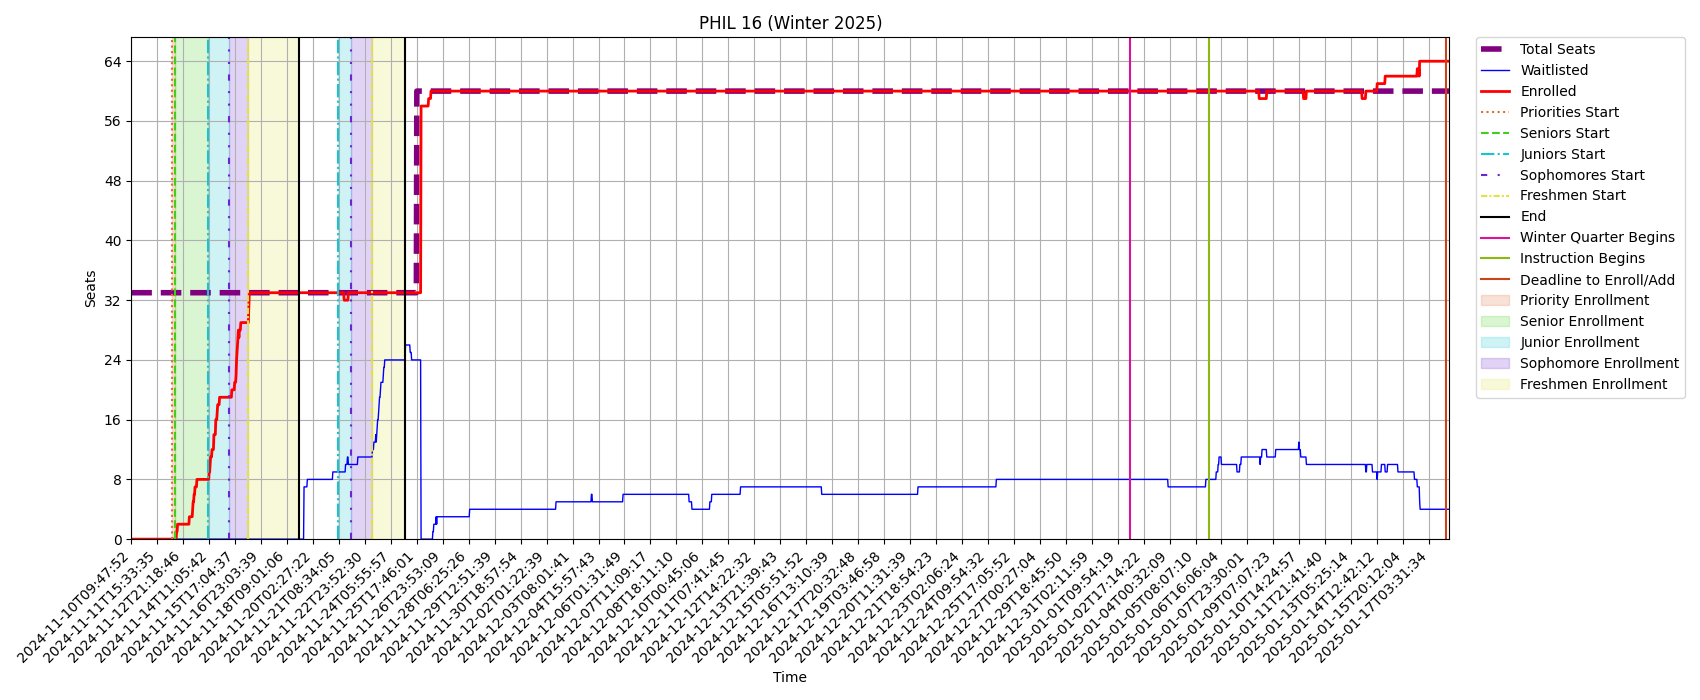 PHIL 16 (Winter 2025)
Seats
64
56
48
40
32
24
16
8
0
2024-11-10T09:47:52
2024-11-11T15:33:35
2024-11-12T21:18:46
2024-11-14T11:05:42
2024-11-15T17:04:37
2024-11-16T23:03:39
2024-11-18T09:01:06
2024-11-20T02:27:22
2024-11-21T08:34:05
2024-11-22T23:52:30
2024-11-24T05:55:57
2024-11-25T17:46:01
2024-11-26T23:53:09
2024-11-28T06:25:26
2024-11-29T12:51:39
2024-11-30T18:57:54
2024-12-02T01:22:39
2024-12-03T08:01:41
2024-12-04T15:57:43
2024-12-06T01:31:49
2024-12-07T11:09:17
2024-12-08T18:11:10
2024-12-10T00:45:06
2024-12-11T07:41:45
2024-12-12T14:22:32
2024-12-13T21:39:43
2024-12-15T05:51:52
2024-12-16T13:10:39
2024-12-17T20:32:48
2024-12-19T03:46:58
2024-12-20T11:31:39
2024-12-21T18:54:23
2024-12-23T02:06:24
2024-12-24T09:54:32
2024-12-25T17:05:52
2024-12-27T00:27:04
2024-12-29T18:45:50
2024-12-31T02:11:59
2025-01-01T09:54:19
2025-01-02T17:14:22
2025-01-04T00:32:09
2025-01-05T08:07:10
2025-01-06T16:06:04
2025-01-07T23:30:01
2025-01-09T07:07:23
2025-01-10T14:24:57
2025-01-11T21:41:40
2025-01-13T05:25:14
2025-01-14T12:42:12
2025-01-15T20:12:04
2025-01-17T03:31:34
Time
Total Seats
Waitlisted
Enrolled
Priorities Start
Seniors Start
Juniors Start
Sophomores Start
Freshmen Start
End
Winter Quarter Begins
Instruction Begins
Deadline to Enroll/Add
Priority Enrollment
Senior Enrollment
Junior Enrollment
Sophomore Enrollment
Freshmen Enrollment